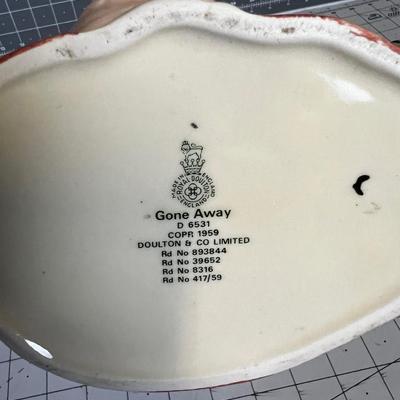 MADE IN ENGLAND
ROYAL DOULTON
ENGLAND
Gone Away
D 6531
COPR 1959
DOULTON & CO LIMITED
Rd No 893844
Rd No 39652
Rd No 8316
Rd No 417/59